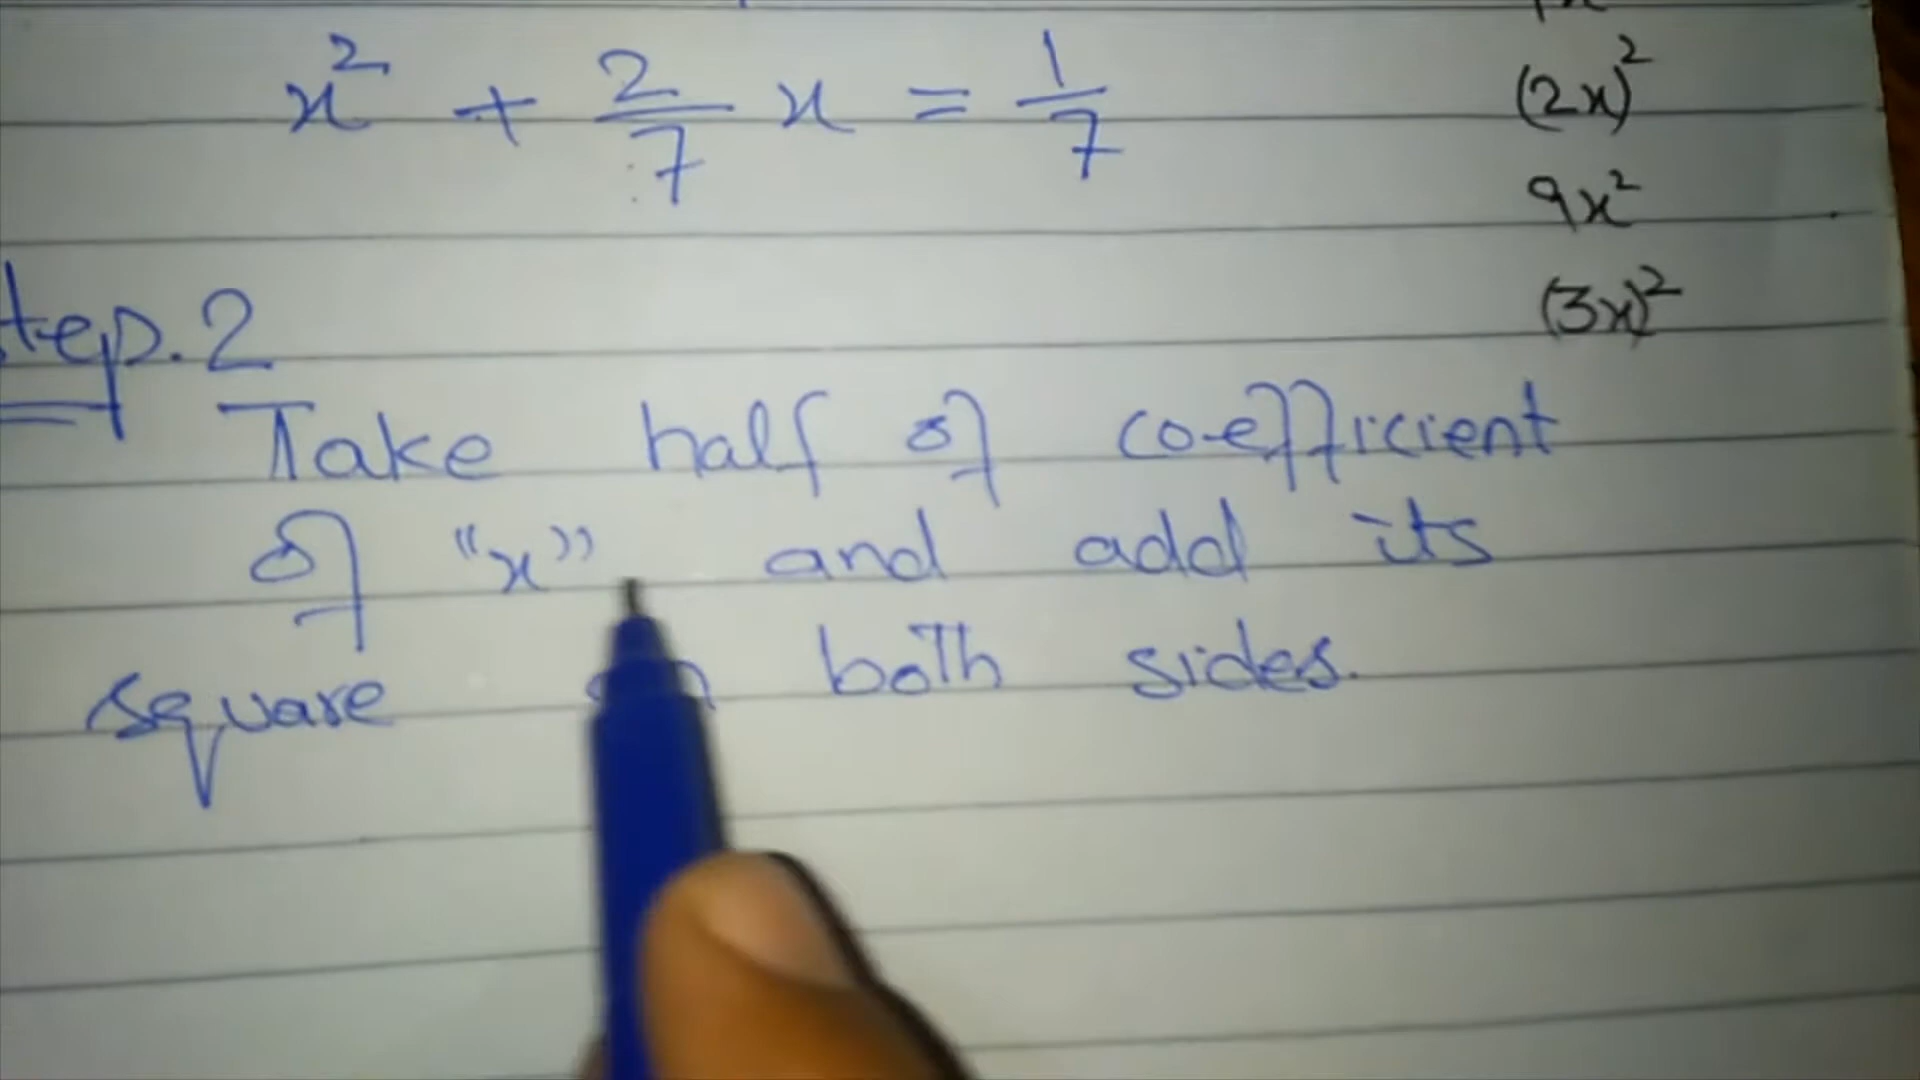 x² + 2/7 x = 1/7
(2x)²
9x²
(3x)²
tep.2
Take half of co-efficient
of "x" and add its
square on both sides.